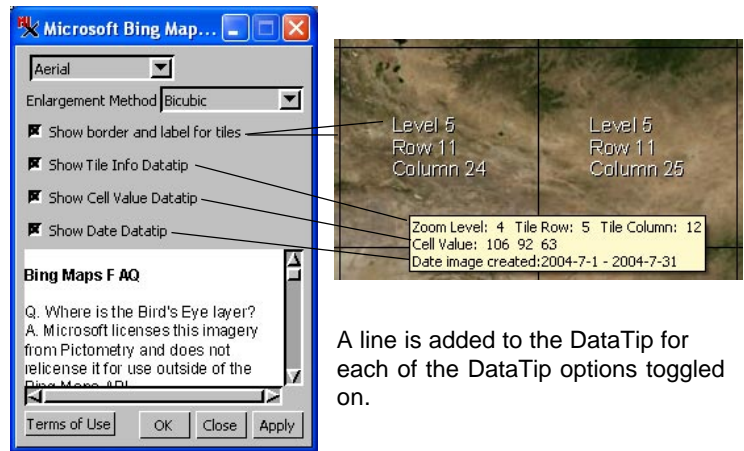 Microsoft Bing Map...
Aerial
Enlargement Method Bicubic
Show border and label for tiles
Show Tile Info Datatip
Show Cell Value Datatip
Show Date Datatip
Bing Maps F AQ
Q. Where is the Bird's Eye layer?
A. Microsoft licenses this imagery
from Pictometry and does not
relicense it for use outside of the
Bing Maps API
Terms of Use
OK
Close
Apply
Level 5
Row 11
Column 24
Level 5
Row 11
Column 25
Zoom Level: 4 Tile Row: 5 Tile Column: 12
Cell Value: 106 92 63
Date image created:2004-7-1 - 2004-7-31
A line is added to the DataTip for
each of the DataTip options toggled
on.